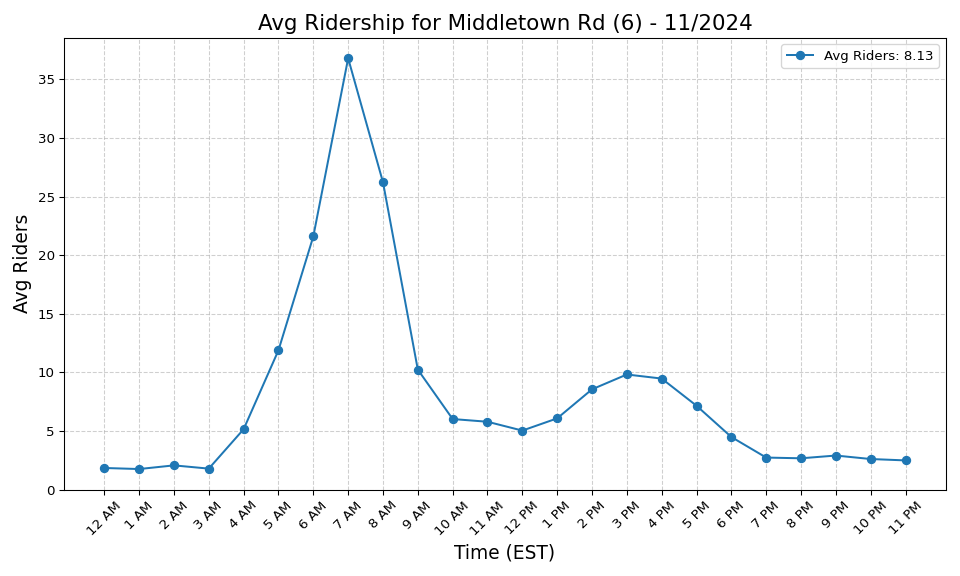 Avg Ridership for Middletown Rd (6) - 11/2024
Avg Riders: 8.13
Avg Riders
35
30
25
20
15
10
5
0
12 AM
1 AM
2 AM
3 AM
4 AM
5 AM
6 AM
7 AM
8 AM
9 AM
10 AM
11 AM
12 PM
1 PM
2 PM
3 PM
4 PM
5 PM
6 PM
7 PM
8 PM
9 PM
10 PM
11 PM
Time (EST)